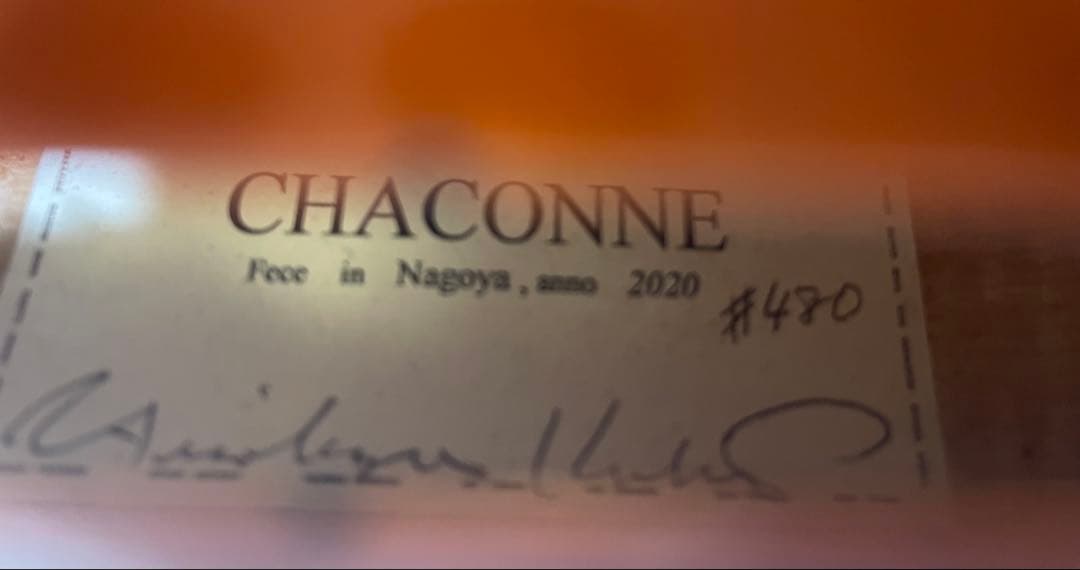 CHACONNE
Fece in Nagoya, anno 2020
#480